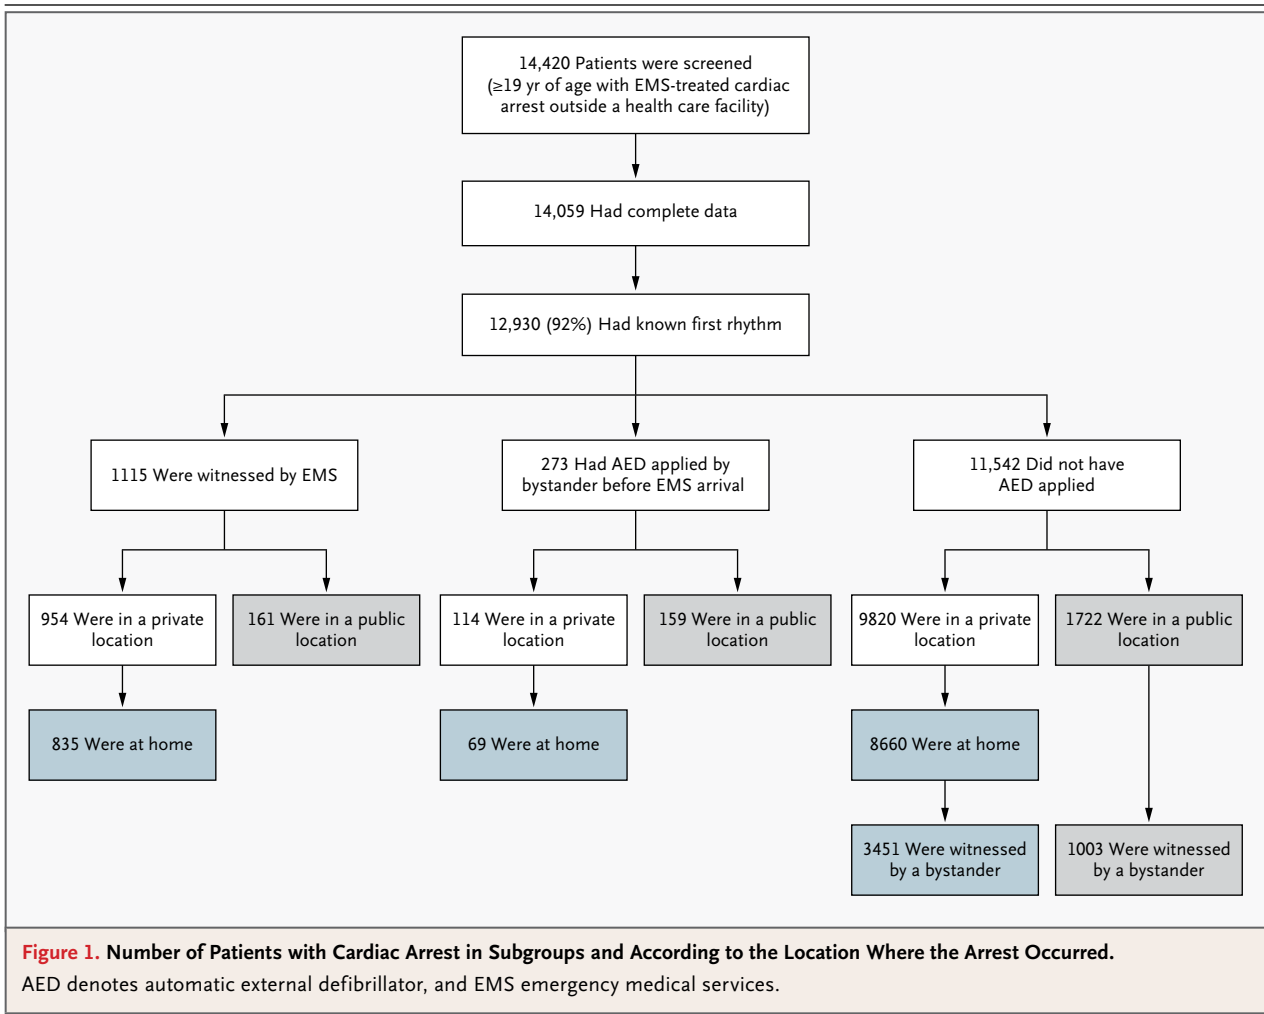 14,420 Patients were screened
(≥19 yr of age with EMS-treated cardiac
arrest outside a health care facility)
14,059 Had complete data
12,930 (92%) Had known first rhythm
1115 Were witnessed by EMS
273 Had AED applied by
bystander before EMS arrival
11,542 Did not have
AED applied
954 Were in a private
location
161 Were in a public
location
114 Were in a private
location
159 Were in a public
location
9820 Were in a private
location
1722 Were in a public
location
835 Were at home
69 Were at home
8660 Were at home
3451 Were witnessed
by a bystander
1003 Were witnessed
by a bystander
Figure 1. Number of Patients with Cardiac Arrest in Subgroups and According to the Location Where the Arrest Occurred.
AED denotes automatic external defibrillator, and EMS emergency medical services.